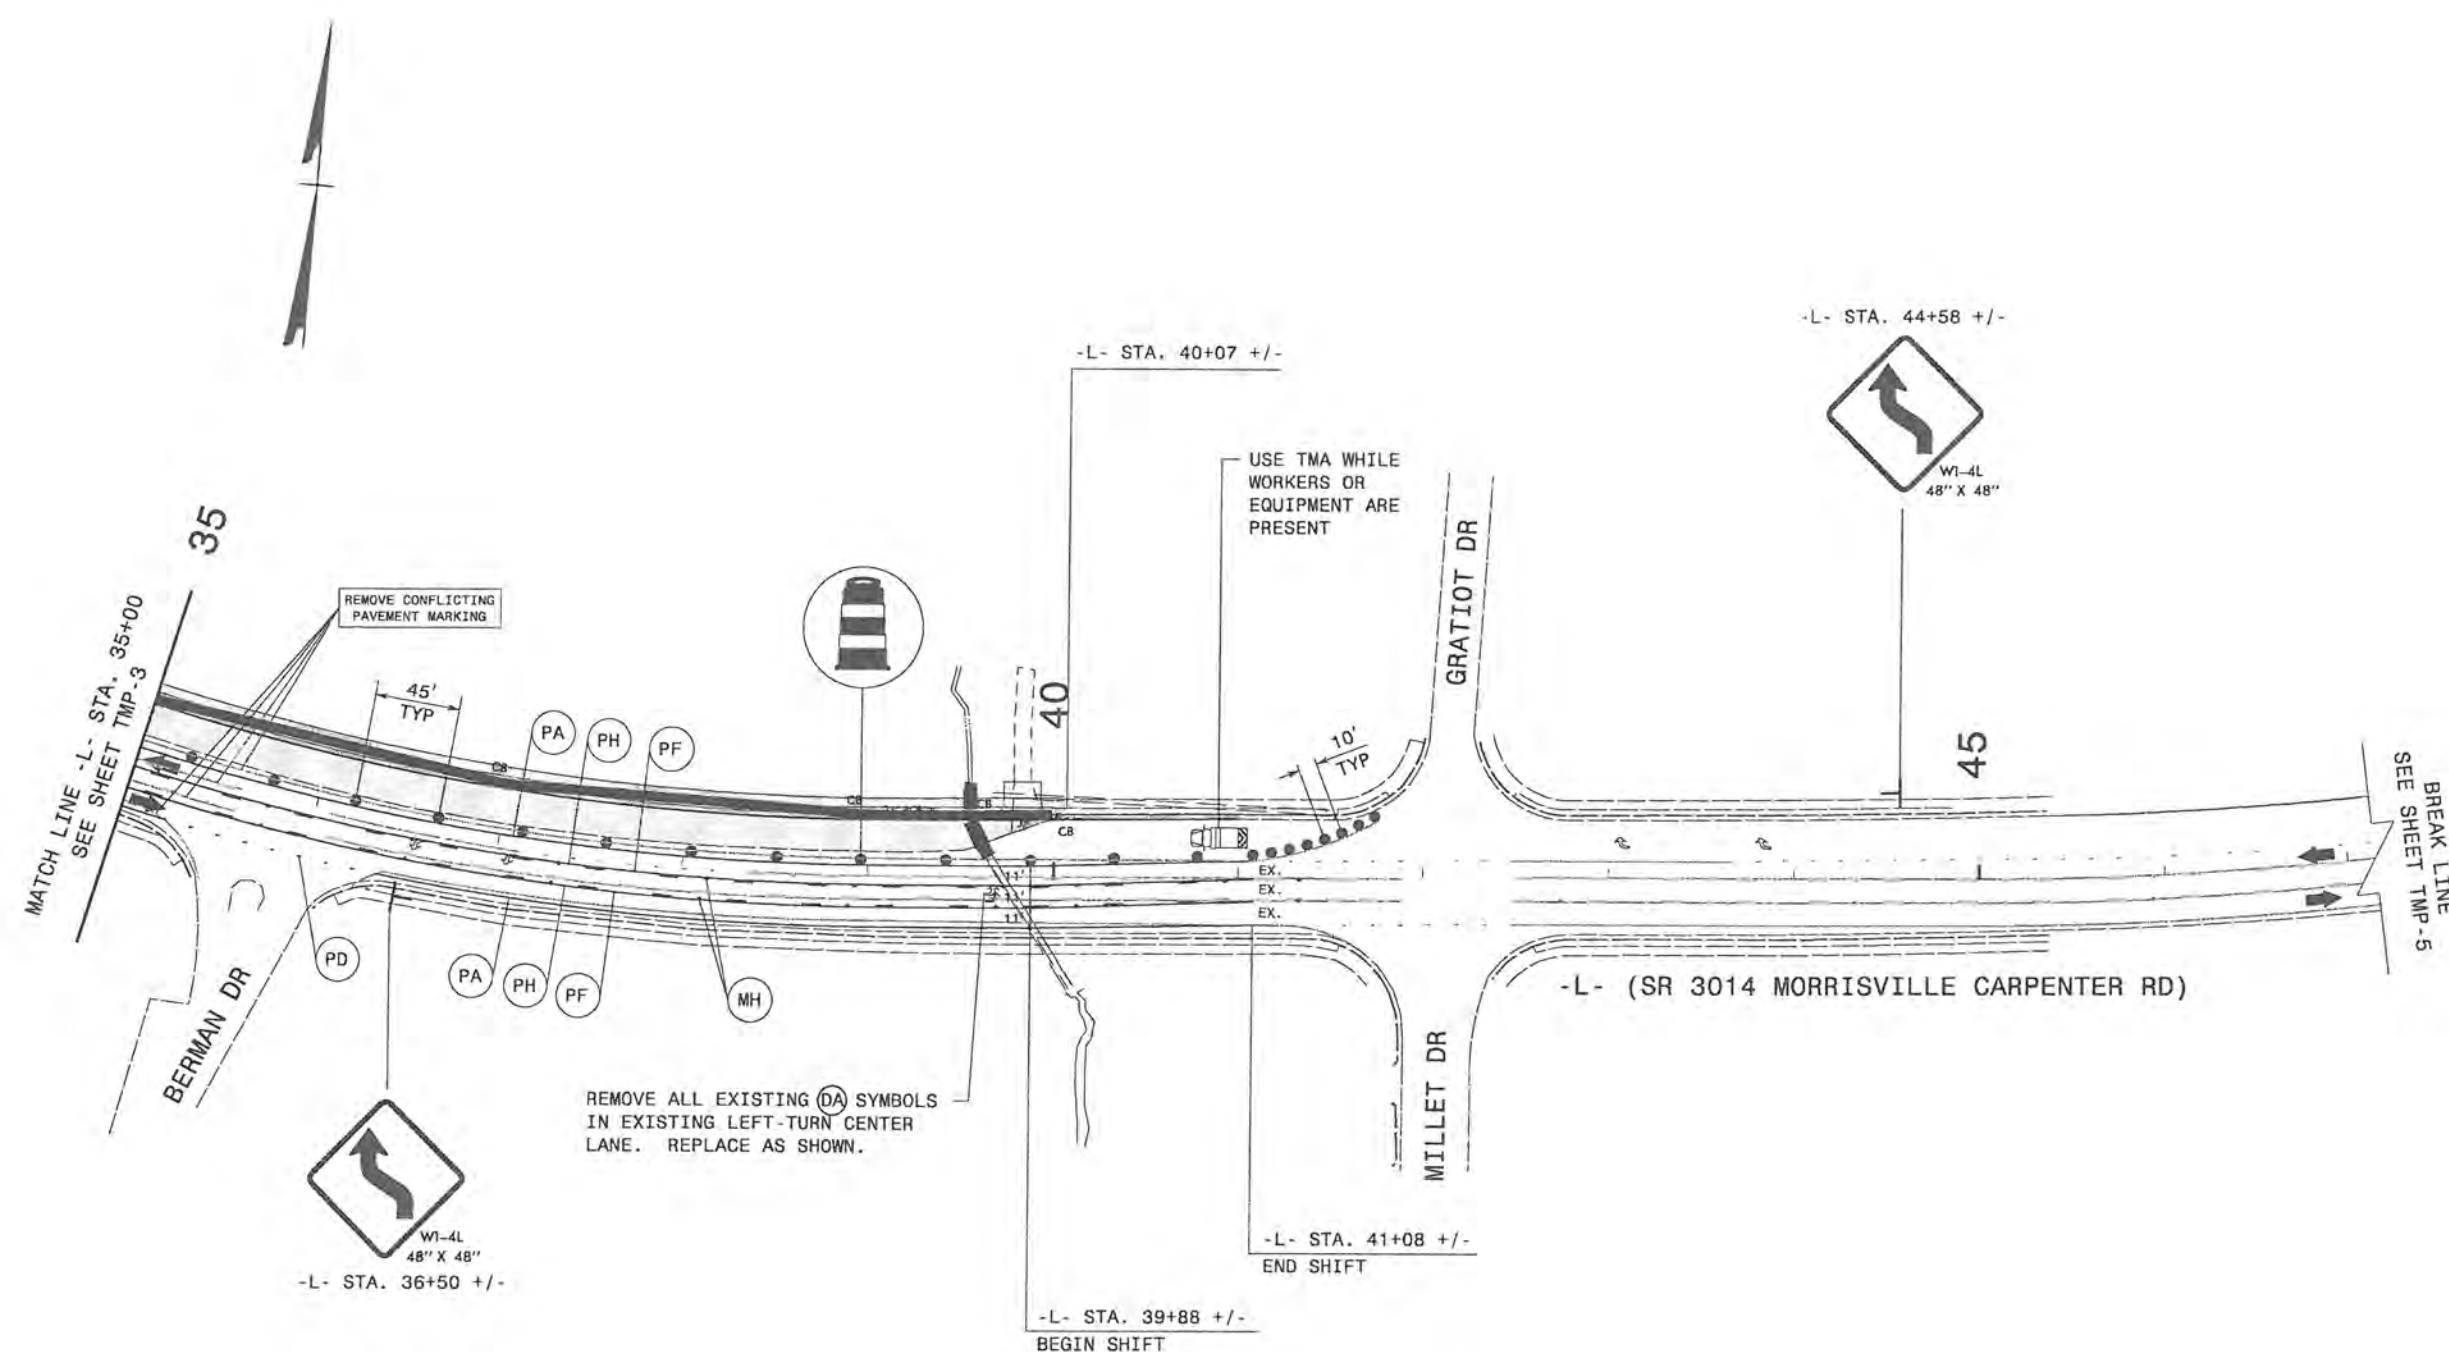 -L- STA. 44+58 +/-
W1-4L
48" X 48"
-L- STA. 40+07 +/-
USE TMA WHILE
WORKERS OR
EQUIPMENT ARE
PRESENT
35
MATCH LINE -L- STA. 35+00
SEE SHEET TMP-3
REMOVE CONFLICTING
PAVEMENT MARKING
45'
TYP
PA
PH
PF
CB
CB
CB
CB
40
10'
TYP
GRATIOT DR
45
BREAK LINE
SEE SHEET TMP-5
11'
11'
EX.
EX.
EX.
PD
PA
PH
PF
MH
BERMAN DR
-L- (SR 3014 MORRISVILLE CARPENTER RD)
MILLET DR
REMOVE ALL EXISTING DA SYMBOLS
IN EXISTING LEFT-TURN CENTER
LANE. REPLACE AS SHOWN.
W1-4L
48" X 48"
-L- STA. 36+50 +/-
-L- STA. 41+08 +/-
END SHIFT
-L- STA. 39+88 +/-
BEGIN SHIFT